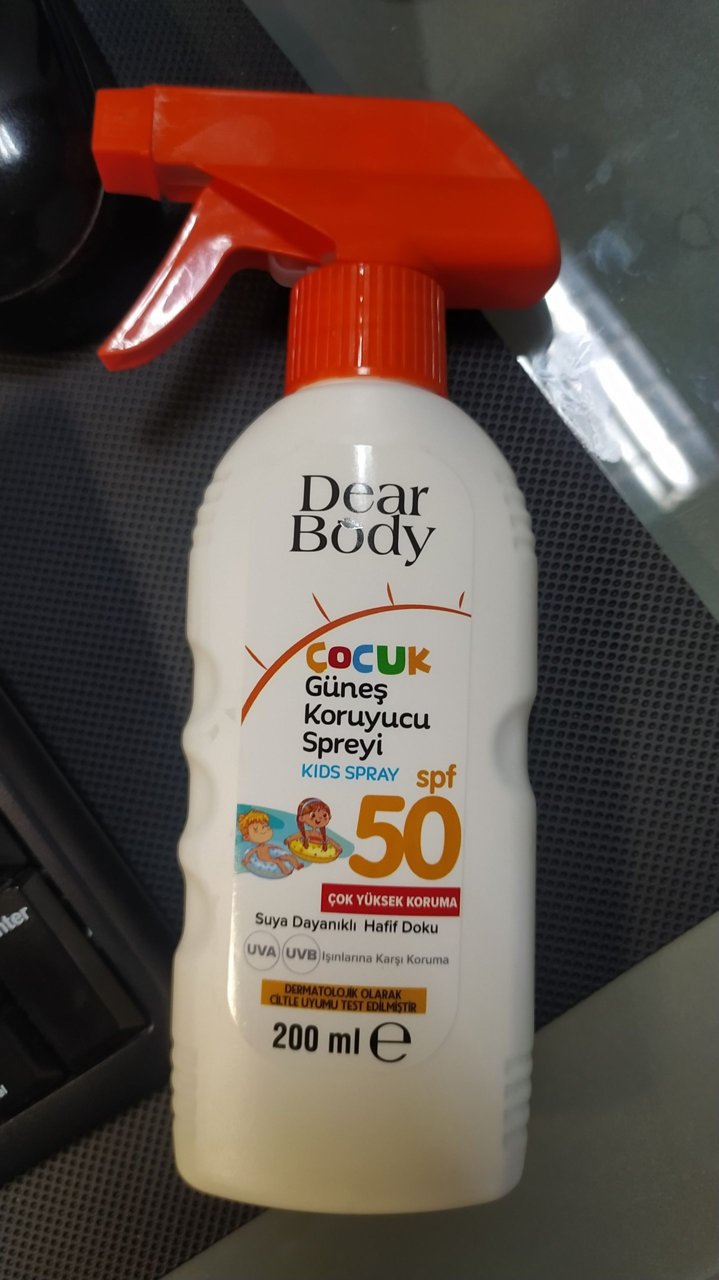 Dear
Body
ÇOCUK
Güneş
Koruyucu
Spreyi
KIDS SPRAY
spf
50
ÇOK YÜKSEK KORUMA
Suya Dayanıklı Hafif Doku
UVA UVB Işınlarına Karşı Koruma
DERMATOLOJİK OLARAK
CİLTLE UYUMU TEST EDİLMİŞTİR
200 ml e